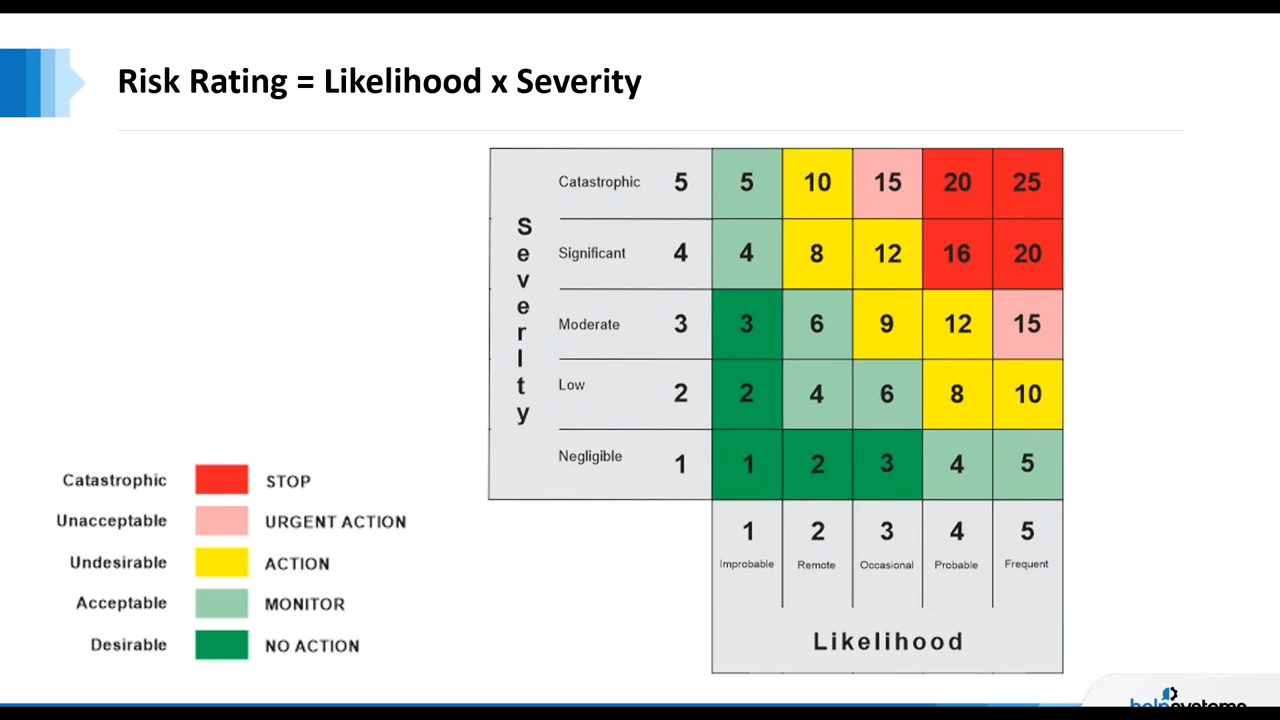 Risk Rating = Likelihood x Severity
Severity
Catastrophic 5 5 10 15 20 25
Significant 4 4 8 12 16 20
Moderate 3 3 6 9 12 15
Low 2 2 4 6 8 10
Negligible 1 1 2 3 4 5
1 2 3 4 5
Improbable Remote Occasional Probable Frequent
Likelihood
Catastrophic STOP
Unacceptable URGENT ACTION
Undesirable ACTION
Acceptable MONITOR
Desirable NO ACTION